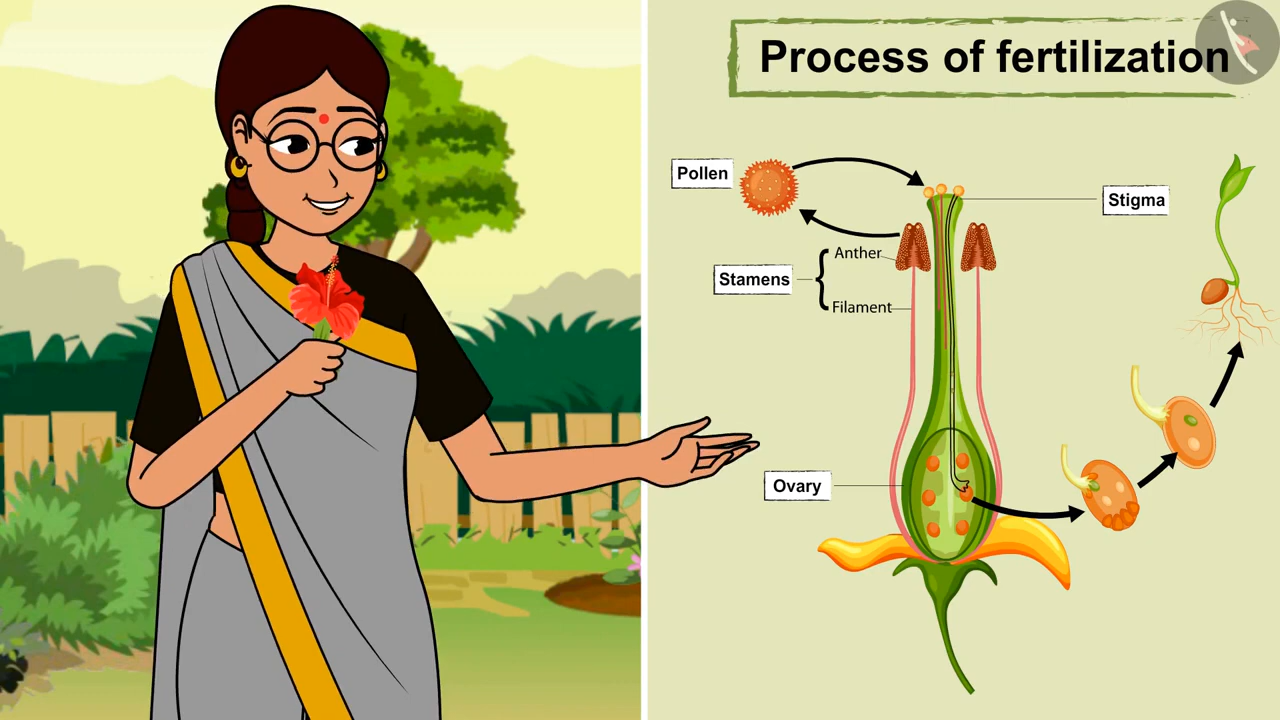 Process of fertilization
Pollen
Stigma
Anther
Stamens
Filament
Ovary